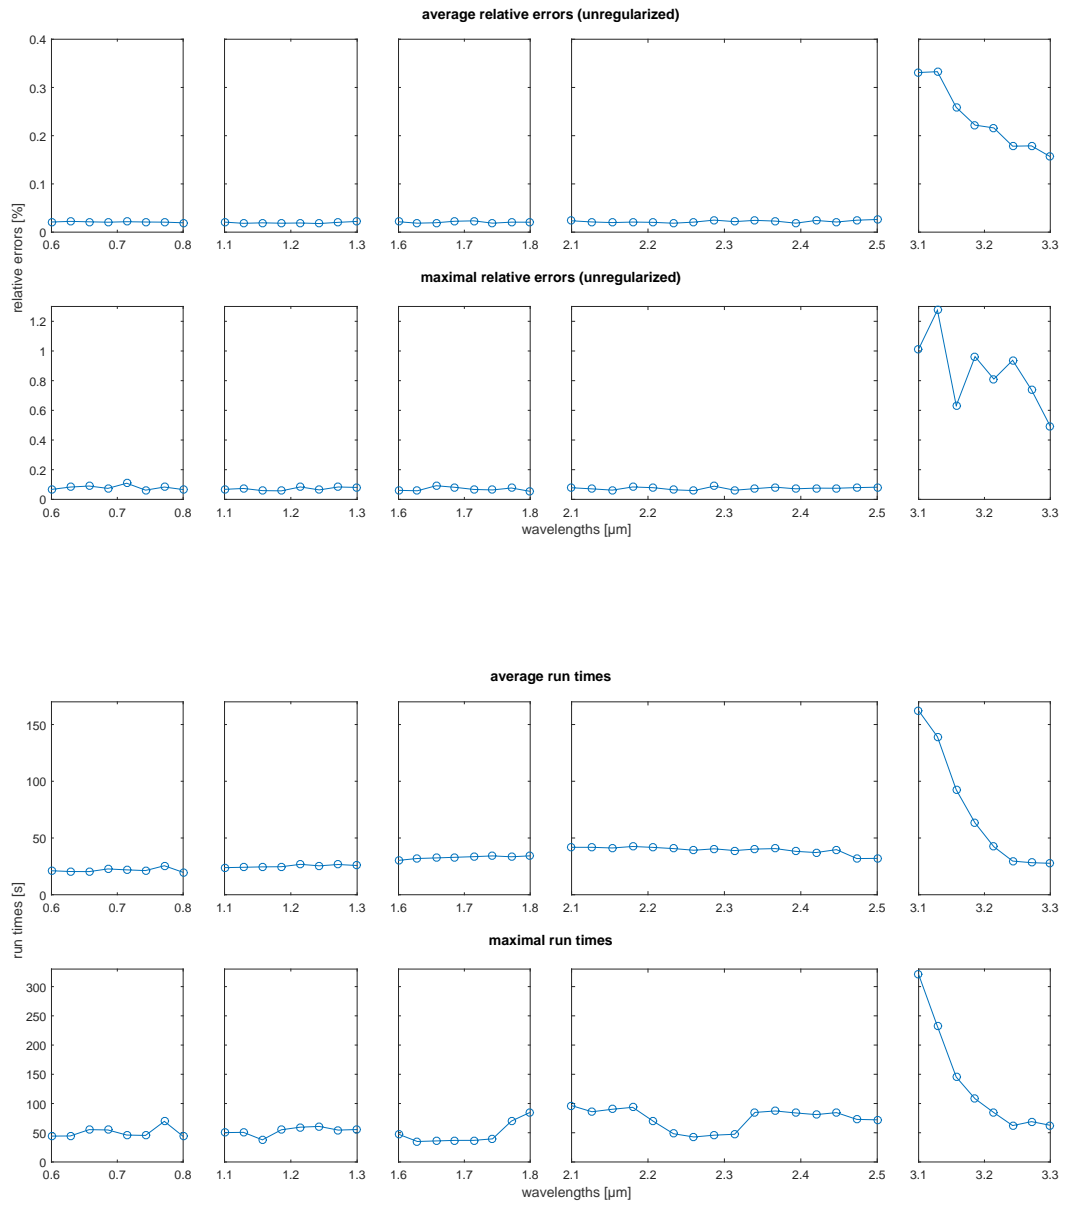 average relative errors (unregularized)
0.4
0.3
0.2
0.1
0
0.6 0.7 0.8 1.1 1.2 1.3 1.6 1.7 1.8 2.1 2.2 2.3 2.4 2.5 3.1 3.2 3.3
relative errors [%]
maximal relative errors (unregularized)
1.2
1
0.8
0.6
0.4
0.2
0
0.6 0.7 0.8 1.1 1.2 1.3 1.6 1.7 1.8 2.1 2.2 2.3 2.4 2.5 3.1 3.2 3.3
wavelengths [µm]
average run times
150
100
50
0
0.6 0.7 0.8 1.1 1.2 1.3 1.6 1.7 1.8 2.1 2.2 2.3 2.4 2.5 3.1 3.2 3.3
run times [s]
maximal run times
300
250
200
150
100
50
0
0.6 0.7 0.8 1.1 1.2 1.3 1.6 1.7 1.8 2.1 2.2 2.3 2.4 2.5 3.1 3.2 3.3
wavelengths [µm]